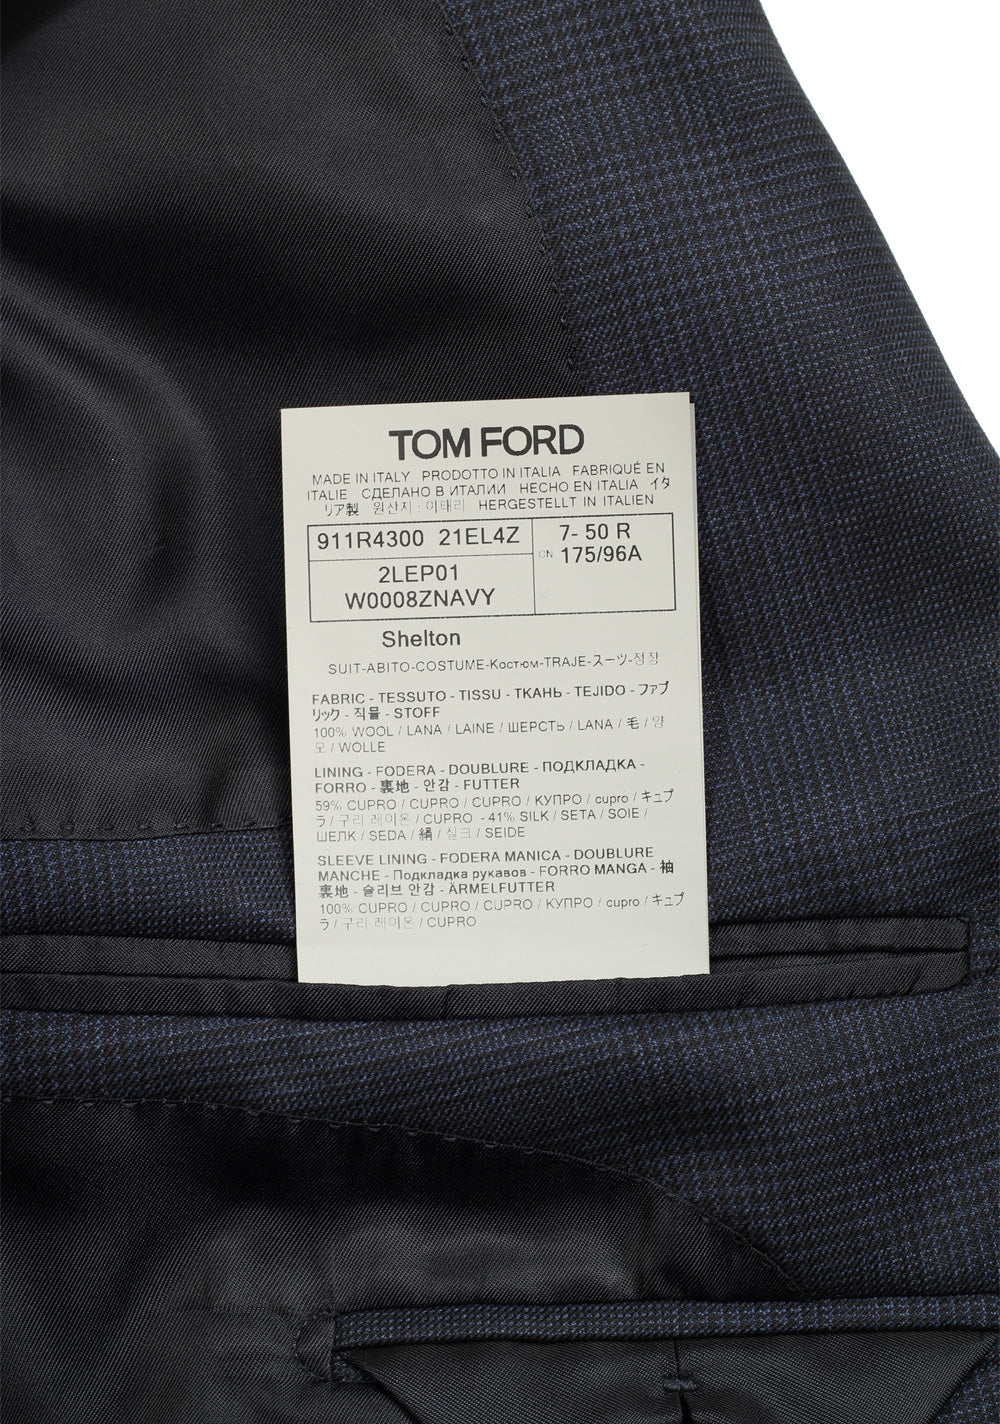 TOM FORD
MADE IN ITALY PRODOTTO IN ITALIA FABRIQUÉ EN
ITALIE СДЕЛАНО В ИТАЛИИ HECHO EN ITALIA イタ
リア製 원산지 : 이태리 HERGESTELLT IN ITALIEN
911R4300 21EL4Z
7- 50 R
CN 175/96A
2LEP01
W0008ZNAVY
Shelton
SUIT-ABITO-COSTUME-Костюм-TRAJE-スーツ-정장
FABRIC - TESSUTO - TISSU - ТКАНЬ - TEJIDO - ファブ
リック - 직물 - STOFF
100% WOOL / LANA / LAINE / ШЕРСТЬ / LANA / 毛 / 양
모 / WOLLE
LINING - FODERA - DOUBLURE - ПОДКЛАДКА -
FORRO - 裏地 - 안감 - FUTTER
59% CUPRO / CUPRO / CUPRO / КУПРО / cupro / キュプ
ラ / 구리 레이온 / CUPRO - 41% SILK / SETA / SOIE /
ШЕЛК / SEDA / 絹 / 실크 / SEIDE
SLEEVE LINING - FODERA MANICA - DOUBLURE
MANCHE - Подкладка рукавов - FORRO MANGA - 袖
裏地 - 슬리브 안감 - ÄRMELFUTTER
100% CUPRO / CUPRO / CUPRO / КУПРО / cupro / キュプ
ラ / 구리 레이온 / CUPRO